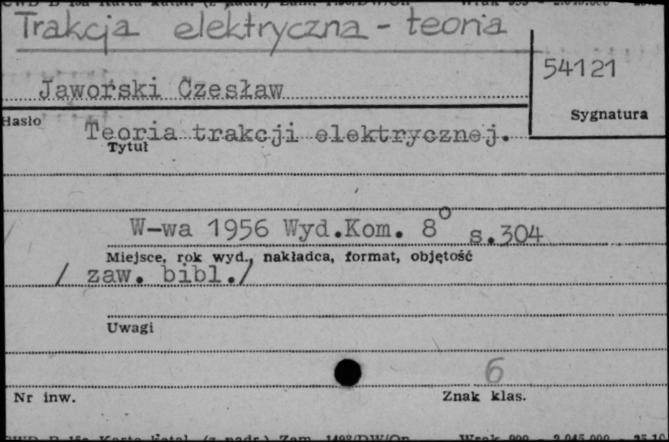 Trakcja elektryczna - teoria
54121
Jaworski Czesław
Sygnatura
Hasło
Teoria trakcji elektrycznej.
Tytuł
W-wa 1956 Wyd.Kom. 8° s.304
Miejsce, rok wyd., nakładca, format, objętość
/ zaw. bibl./
Uwagi
6
Nr inw.
Znak klas.